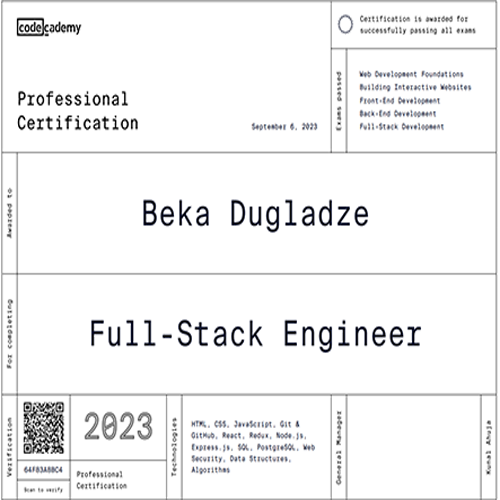 codecademy
Certification is awarded for
successfully passing all exams
Professional
Certification
September 6, 2023
Exams passed
Web Development Foundations
Building Interactive Websites
Front-End Development
Back-End Development
Full-Stack Development
Awarded to
Beka Dugladze
For completing
Full-Stack Engineer
Verification
64F83A8BC4
Scan to verify
2023
Professional
Certification
Technologies
HTML, CSS, JavaScript, Git &
GitHub, React, Redux, Node.js,
Express.js, SQL, PostgreSQL, Web
Security, Data Structures,
Algorithms
General Manager
Kunal Ahuja